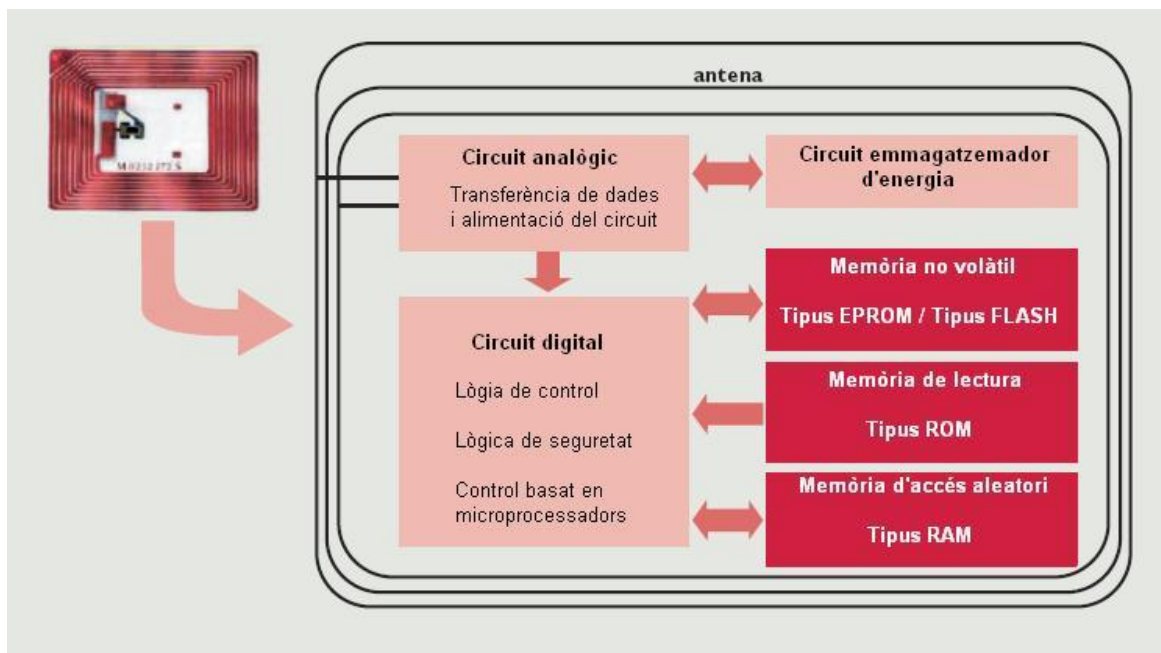 antena
Circuit analògic
Transferència de dades
i alimentació del circuit
Circuit emmagatzemador
d'energia
Memòria no volàtil
Tipus EPROM / Tipus FLASH
Circuit digital
Lògia de control
Lògica de seguretat
Control basat en
microprocessadors
Memòria de lectura
Tipus ROM
Memòria d'accés aleatori
Tipus RAM